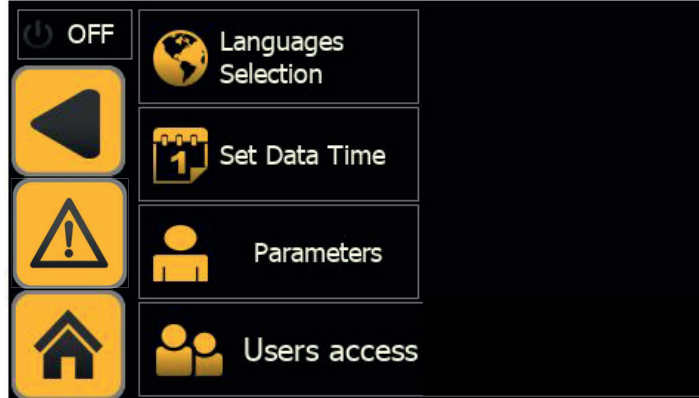 OFF
Languages
Selection
1
Set Data Time
Parameters
Users access